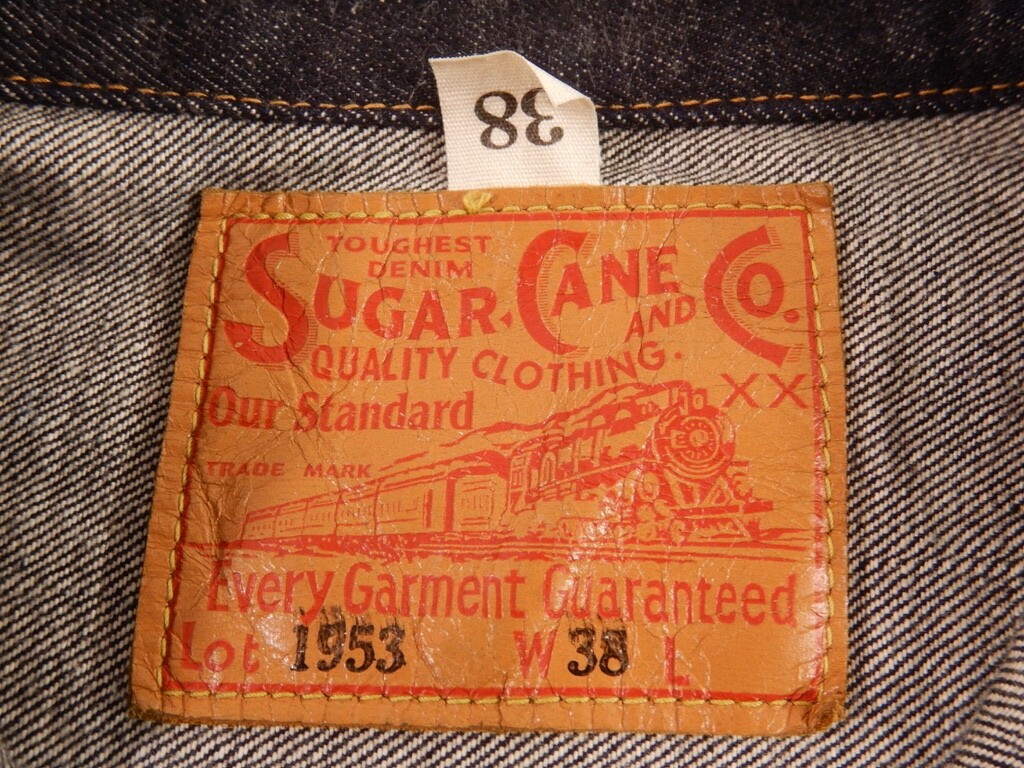 38
TOUGHEST
DENIM
SUGAR CANE CO.
AND
QUALITY CLOTHING.
XX
Our Standard
TRADE MARK
Every Garment Guaranteed
Lot 1953 W 38 L